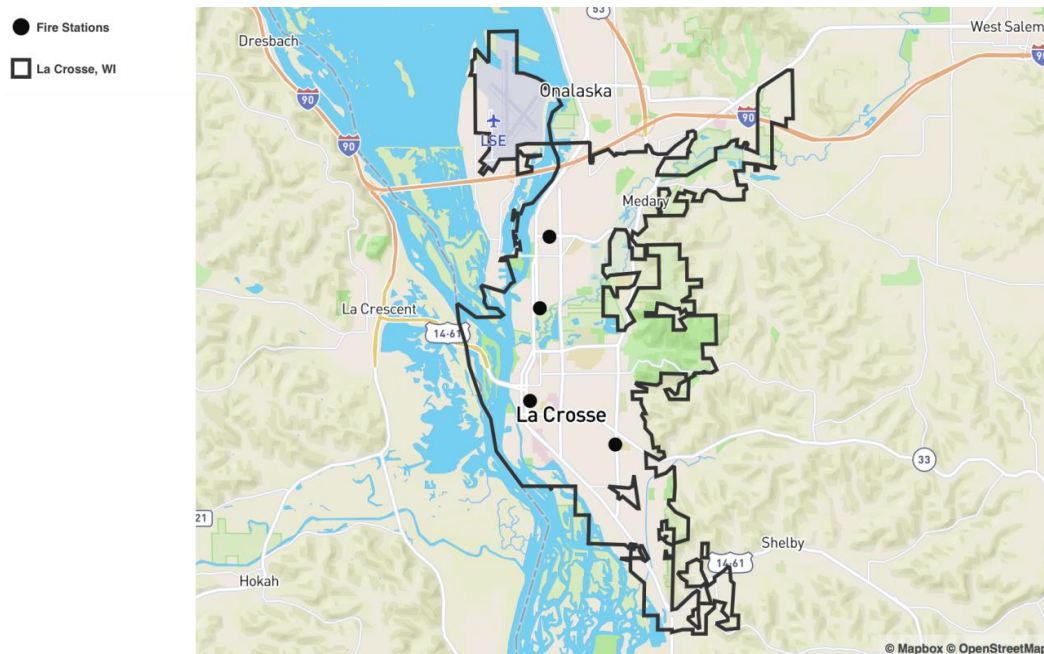 Fire Stations
La Crosse, WI
53
West Salem
Dresbach
90
90
Onalaska
90
LSE
90
Medary
La Crescent
14-61
La Crosse
33
21
Shelby
14-61
Hokah
© Mapbox © OpenStreetMap